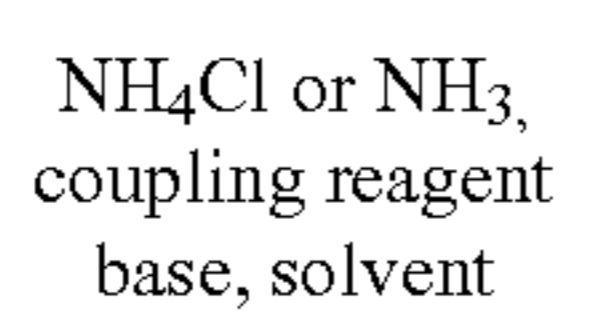 NH4Cl or NH3,
coupling reagent
base, solvent